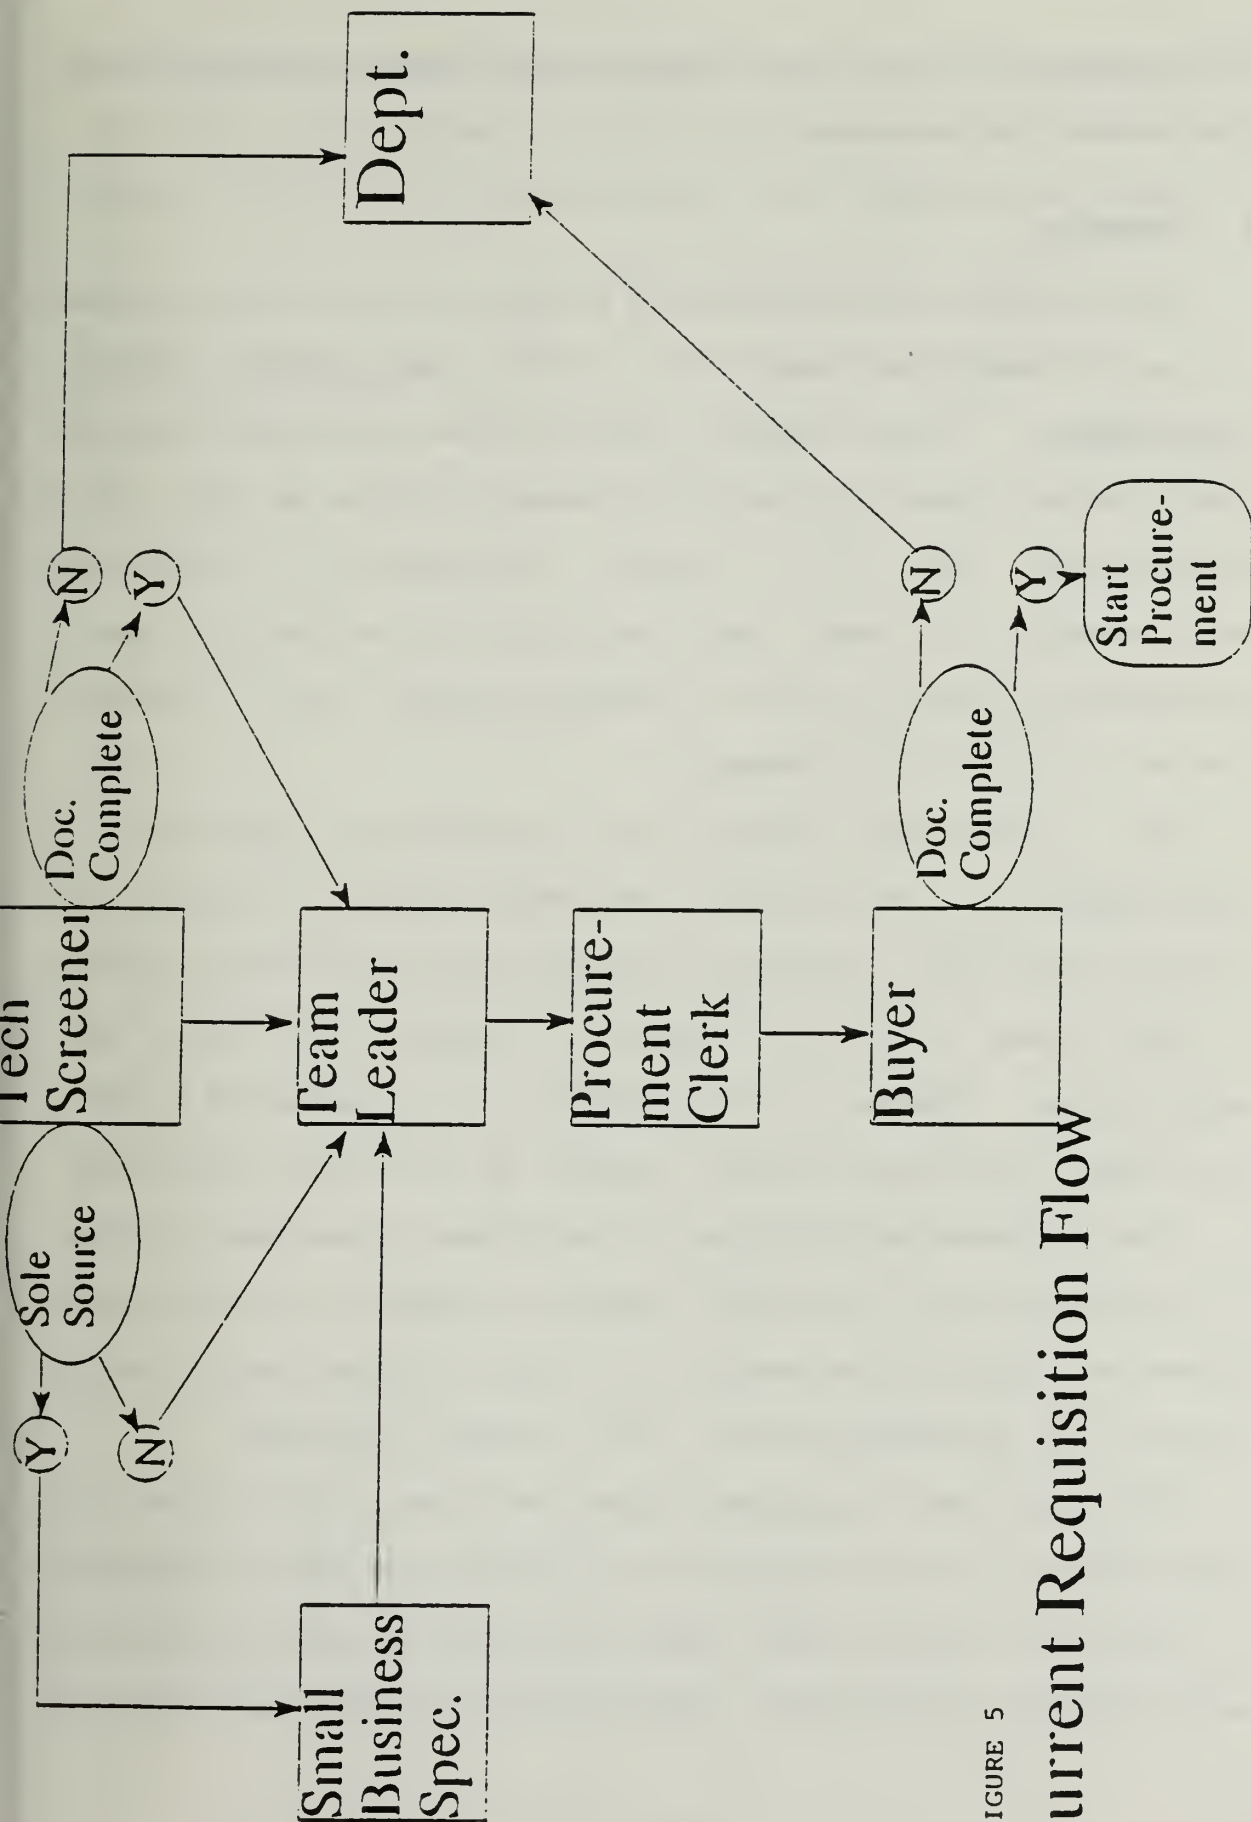 Tech
Screener
Sole
Source
Y
N
Doc.
Complete
N
Y
Dept.
Small
Business
Spec.
Team
Leader
Procure-
ment
Clerk
Buyer
Doc.
Complete
N
Y
Start
Procure-
ment
IGURE 5
urrent Requisition Flow